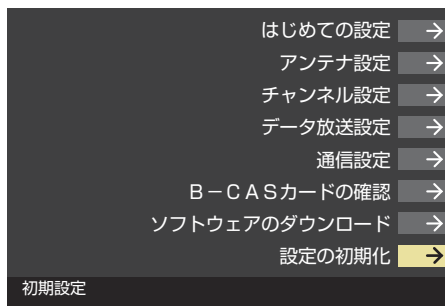 はじめての設定
アンテナ設定
チャンネル設定
データ放送設定
通信設定
B－CASカードの確認
ソフトウェアのダウンロード
設定の初期化
初期設定